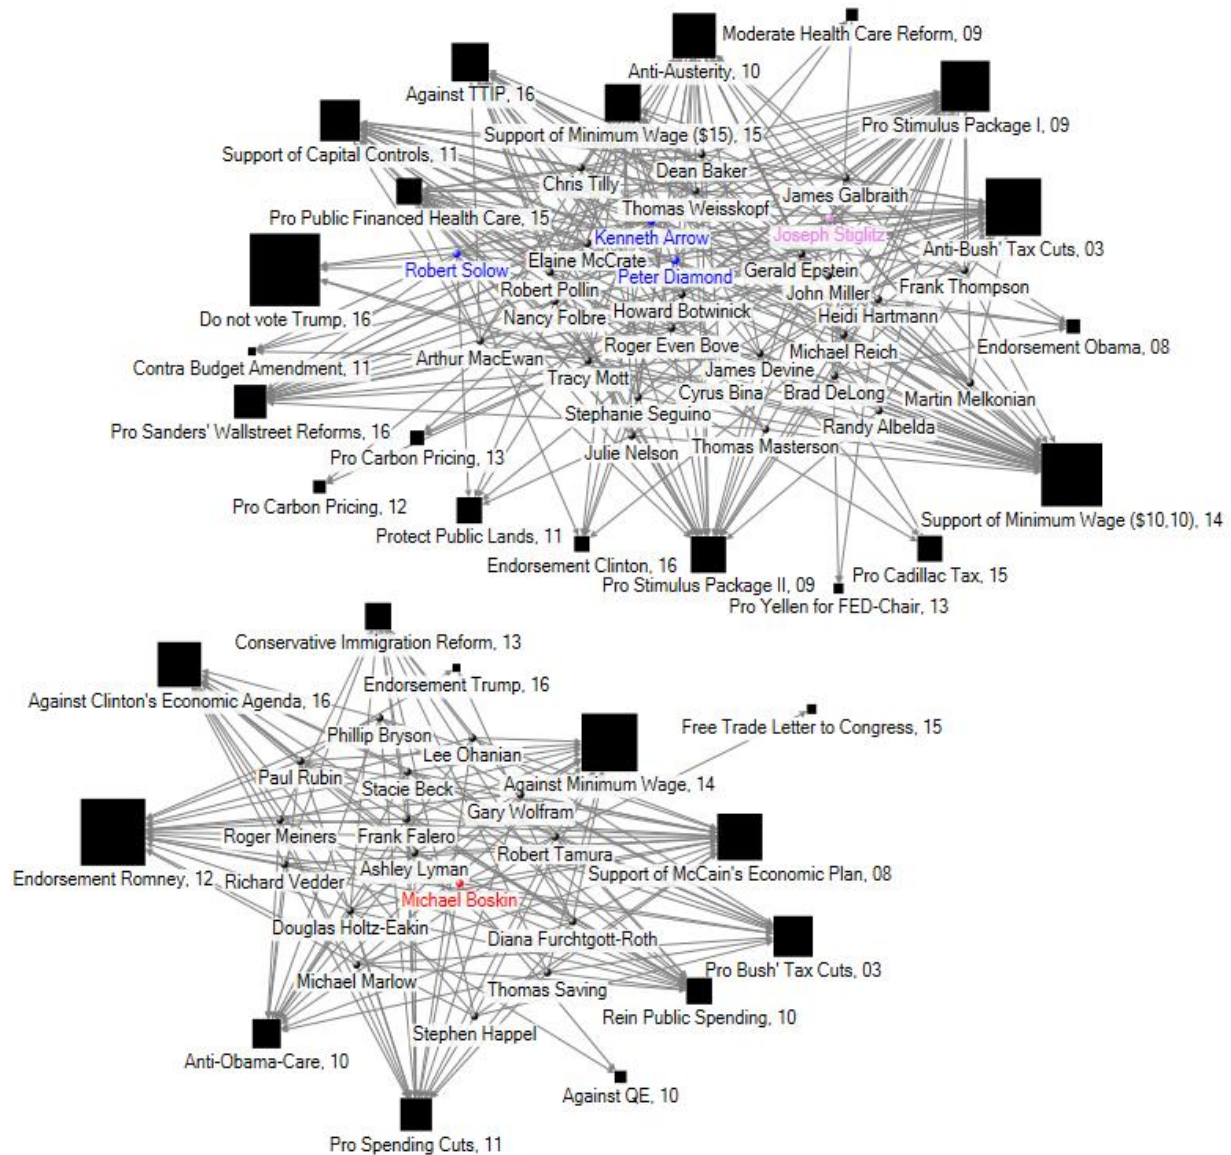 Moderate Health Care Reform, 09
Anti-Austerity, 10
Against TTIP, 16
Pro Stimulus Package I, 09
Support of Minimum Wage ($15), 15
Support of Capital Controls, 11
Dean Baker
Chris Tilly
James Galbraith
Thomas Weisskopf
Pro Public Financed Health Care, 15
Kenneth Arrow
Joseph Stiglitz
Anti-Bush' Tax Cuts, 03
Elaine McCrate
Robert Solow
Peter Diamond
Gerald Epstein
Frank Thompson
Robert Pollin
John Miller
Howard Botwinick
Heidi Hartmann
Nancy Folbre
Do not vote Trump, 16
Roger Even Bove
Michael Reich
Endorsement Obama, 08
Arthur MacEwan
Contra Budget Amendment, 11
James Devine
Tracy Mott
Cyrus Bina
Brad DeLong
Martin Melkonian
Stephanie Seguino
Randy Albelda
Pro Sanders' Wallstreet Reforms, 16
Thomas Masterson
Julie Nelson
Pro Carbon Pricing, 13
Pro Carbon Pricing, 12
Support of Minimum Wage ($10,10), 14
Protect Public Lands, 11
Endorsement Clinton, 16
Pro Cadillac Tax, 15
Pro Stimulus Package II, 09
Pro Yellen for FED-Chair, 13
Conservative Immigration Reform, 13
Endorsement Trump, 16
Against Clinton's Economic Agenda, 16
Free Trade Letter to Congress, 15
Phillip Bryson
Lee Ohanian
Paul Rubin
Stacie Beck
Against Minimum Wage, 14
Gary Wolfram
Roger Meiners
Frank Falero
Robert Tamura
Ashley Lyman
Support of McCain's Economic Plan, 08
Endorsement Romney, 12
Richard Vedder
Michael Boskin
Douglas Holtz-Eakin
Diana Furchtgott-Roth
Pro Bush' Tax Cuts, 03
Michael Marlow
Thomas Saving
Rein Public Spending, 10
Stephen Happel
Anti-Obama-Care, 10
Against QE, 10
Pro Spending Cuts, 11